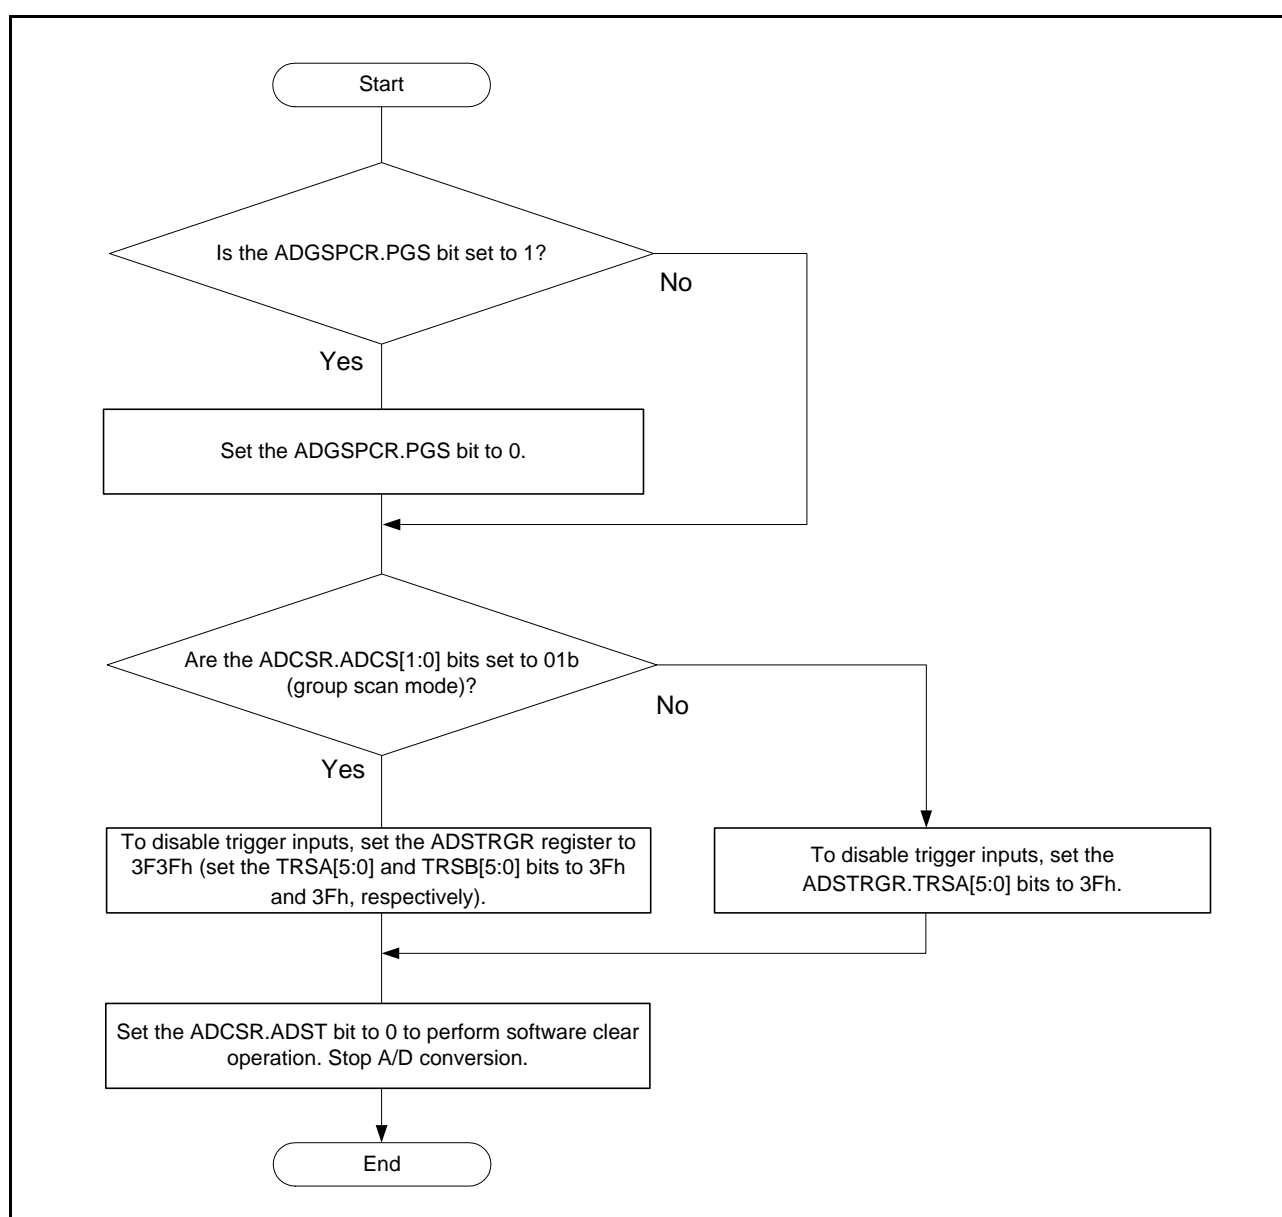 Start
Is the ADGSPCR.PGS bit set to 1?
No
Yes
Set the ADGSPCR.PGS bit to 0.
Are the ADCSR.ADCS[1:0] bits set to 01b
(group scan mode)?
No
Yes
To disable trigger inputs, set the ADSTRGR register to
3F3Fh (set the TRSA[5:0] and TRSB[5:0] bits to 3Fh
and 3Fh, respectively).
To disable trigger inputs, set the
ADSTRGR.TRSA[5:0] bits to 3Fh.
Set the ADCSR.ADST bit to 0 to perform software clear
operation. Stop A/D conversion.
End